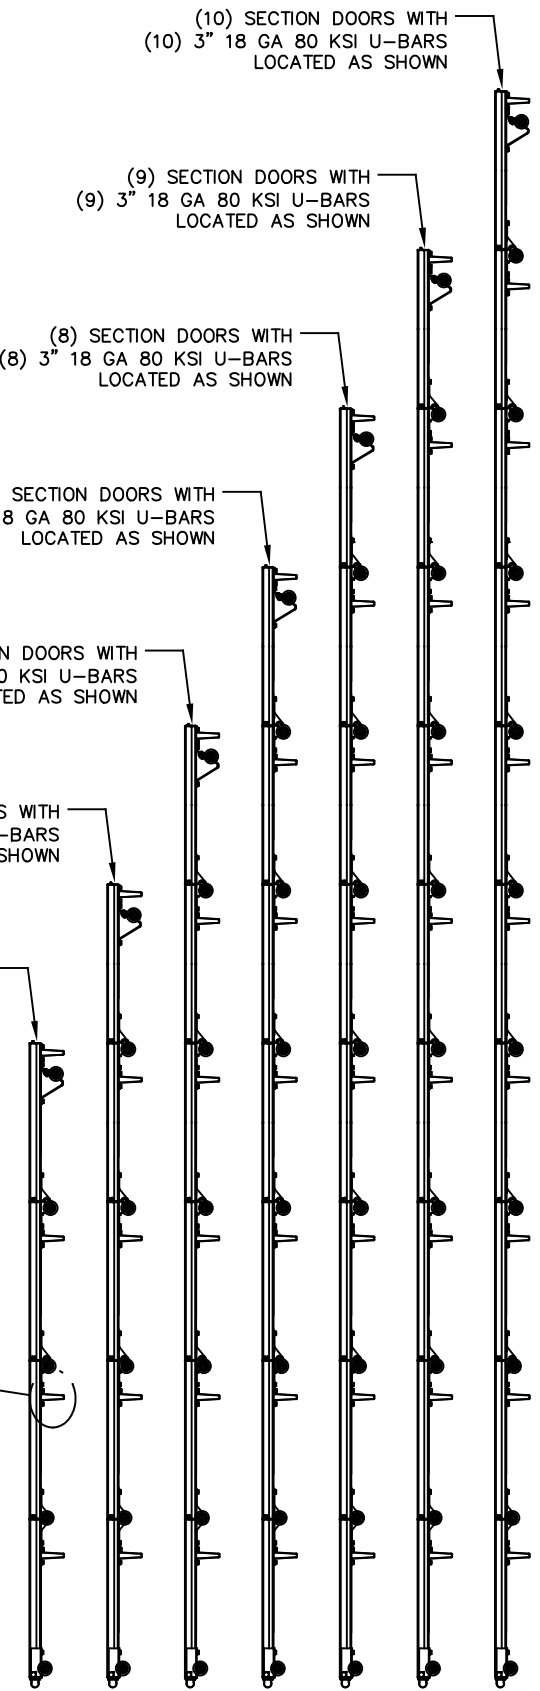 (10) SECTION DOORS WITH
(10) 3" 18 GA 80 KSI U-BARS
LOCATED AS SHOWN
(9) SECTION DOORS WITH
(9) 3" 18 GA 80 KSI U-BARS
LOCATED AS SHOWN
(8) SECTION DOORS WITH
(8) 3" 18 GA 80 KSI U-BARS
LOCATED AS SHOWN
SECTION DOORS WITH
8 GA 80 KSI U-BARS
LOCATED AS SHOWN
N DOORS WITH
0 KSI U-BARS
TED AS SHOWN
S WITH
-BARS
SHOWN